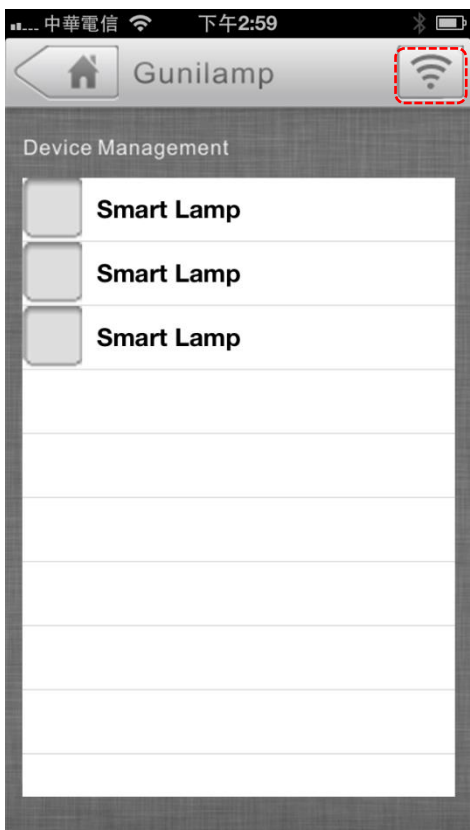 中華電信 下午2:59
Gunilamp
Device Management
Smart Lamp
Smart Lamp
Smart Lamp